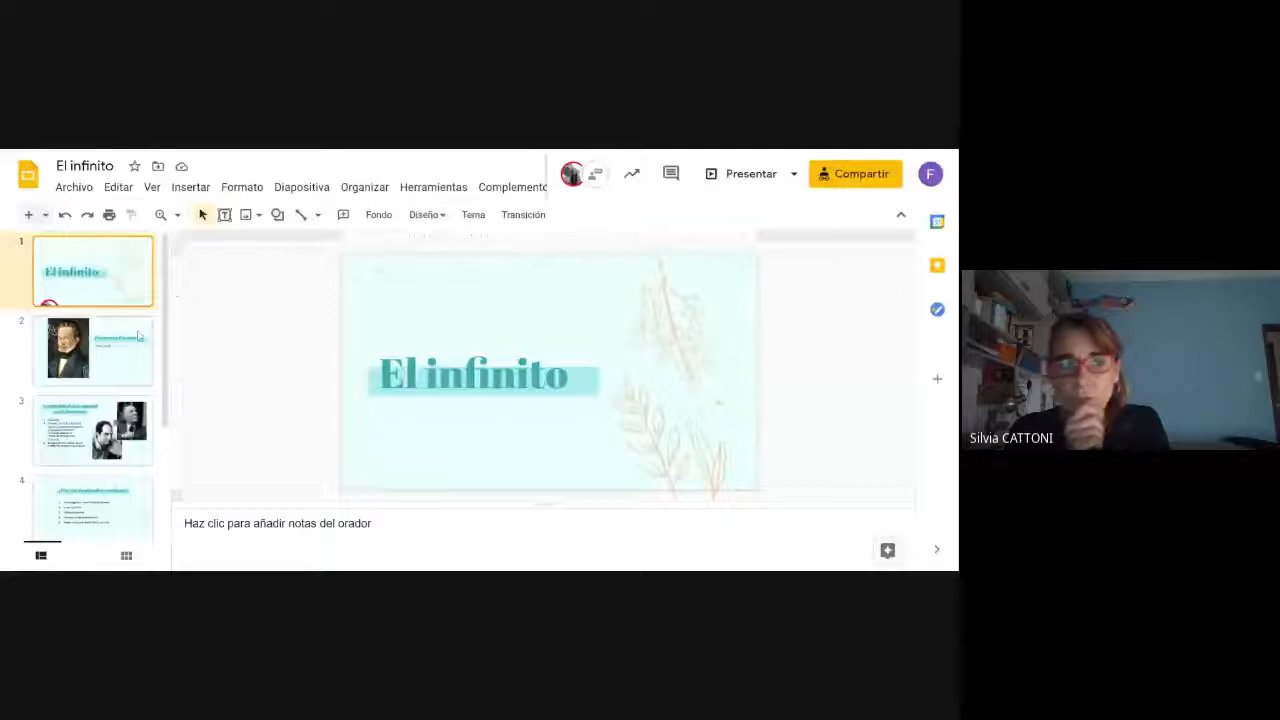 El infinito
Archivo Editar Ver Insertar Formato Diapositiva Organizar Herramientas Complemento
Presentar
Compartir
F
Fondo Diseño Tema Transición
1
El infinito
2
3
4
El infinito
Haz clic para añadir notas del orador
Silvia CATTONI